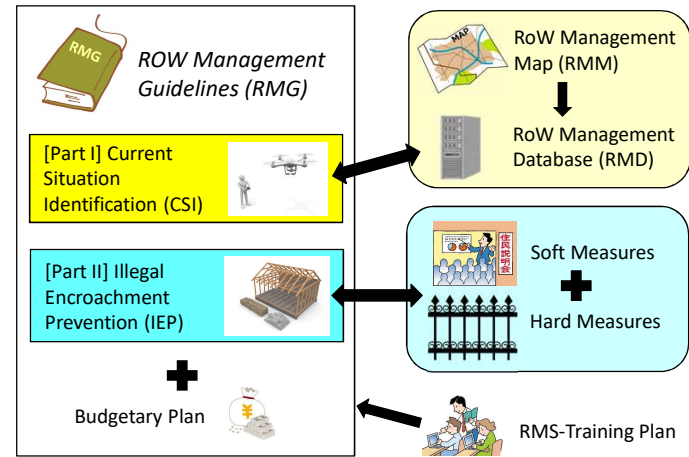 RMG
ROW Management
Guidelines (RMG)
[Part I] Current
Situation
Identification (CSI)
[Part II] Illegal
Encroachment
Prevention (IEP)
Budgetary Plan
¥
MAP
RoW Management
Map (RMM)
RoW Management
Database (RMD)
住民説明会
Soft Measures
Hard Measures
RMS-Training Plan